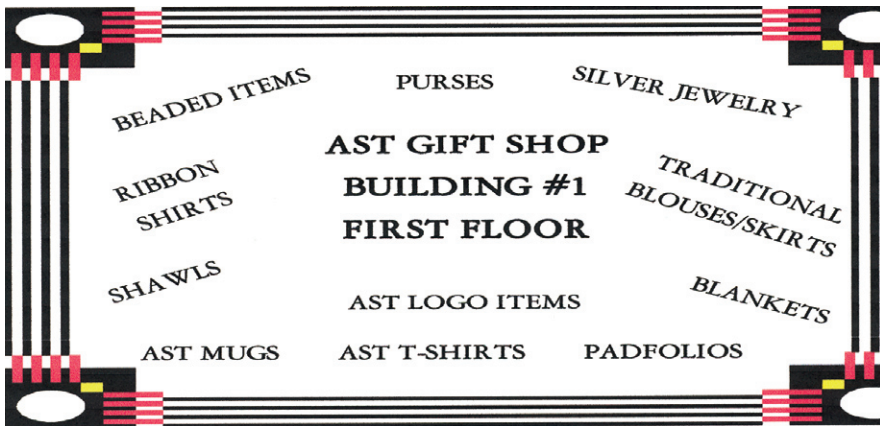 BEADED ITEMS
PURSES
SILVER JEWELRY
AST GIFT SHOP
BUILDING #1
FIRST FLOOR
RIBBON
SHIRTS
TRADITIONAL
BLOUSES/SKIRTS
SHAWLS
AST LOGO ITEMS
BLANKETS
AST MUGS
AST T-SHIRTS
PADFOLIOS